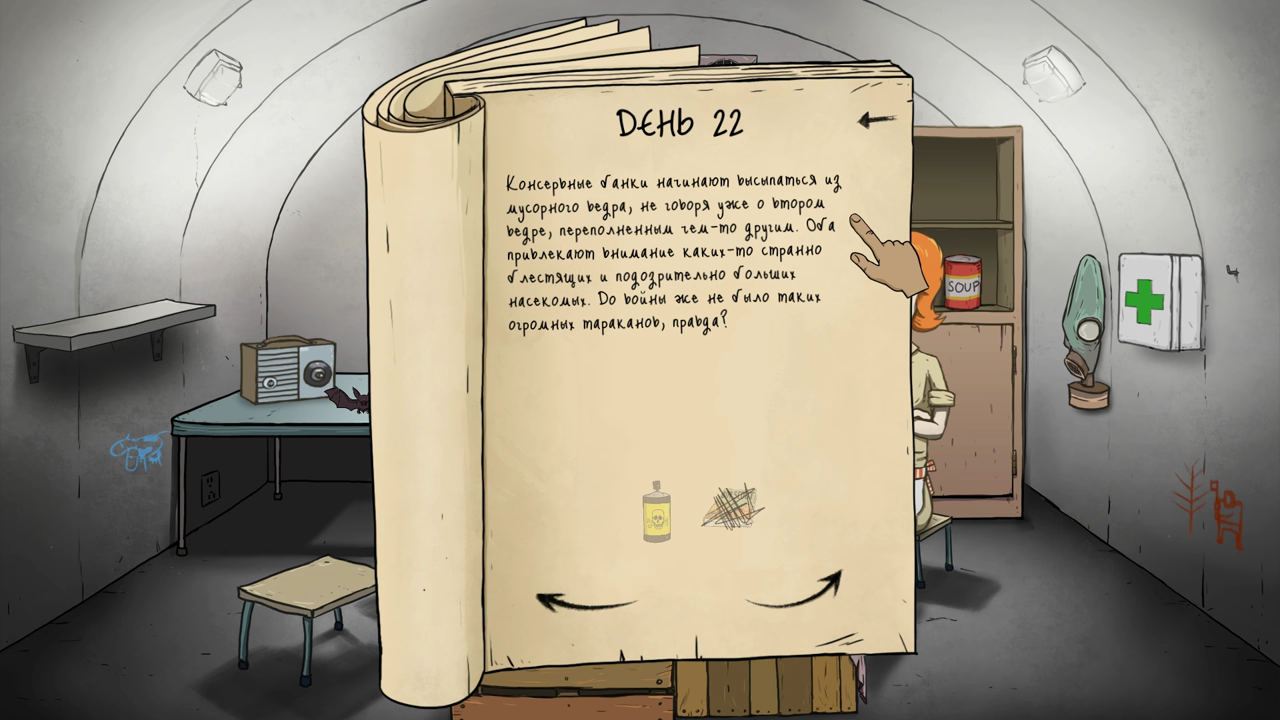 ДЕНЬ 22
Консервные банки начинают высыпаться из
мусорного ведра, не говоря уже о втором
ведре, переполненным чем-то другим. Оба
привлекают внимание каких-то странно
блестящих и подозрительно больших
насекомых. До войны же не было таких
огромных тараканов, правда?
SOUP